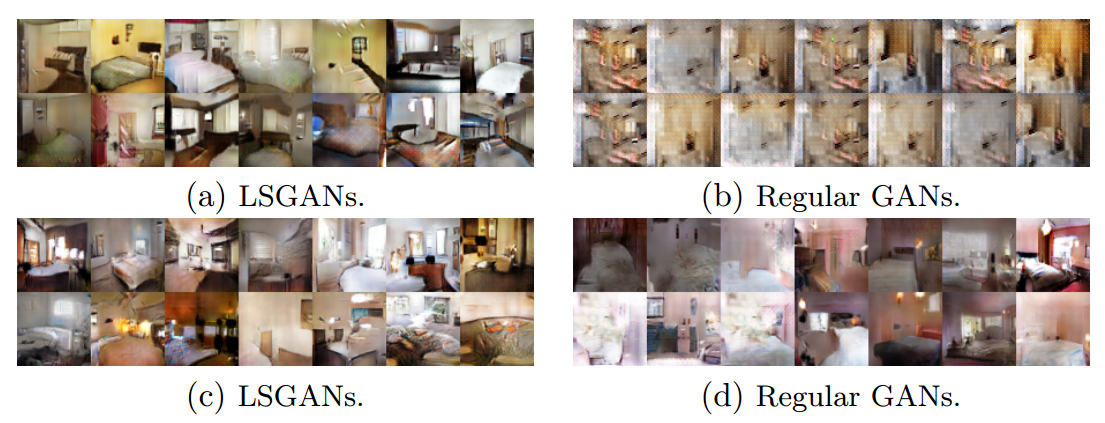 (a) LSGANs.
(b) Regular GANs.
(c) LSGANs.
(d) Regular GANs.